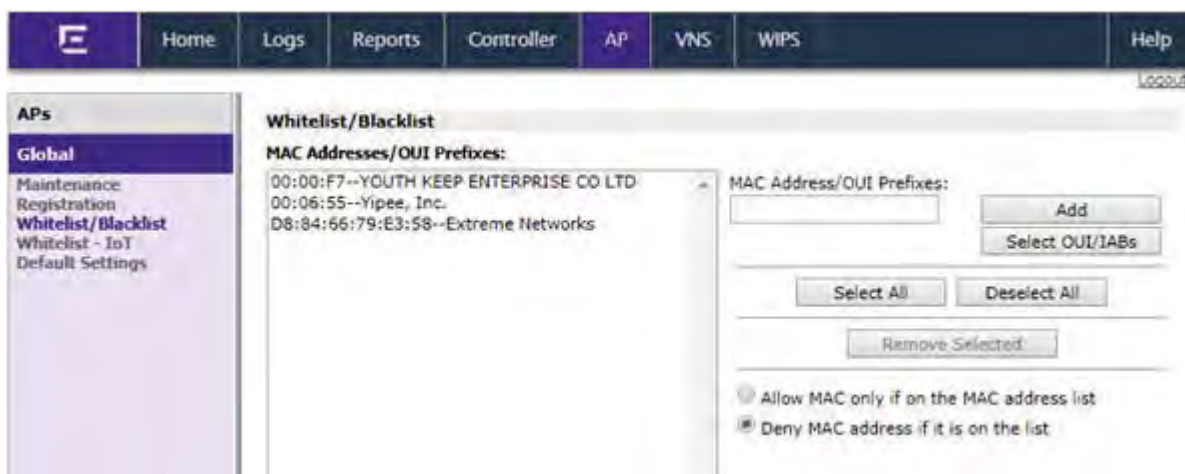 Home Logs Reports Controller AP VNS WIPS Help
Logout
APs
Global
Maintenance
Registration
Whitelist/Blacklist
Whitelist - IoT
Default Settings
Whitelist/Blacklist
MAC Addresses/OUI Prefixes:
00:00:F7--YOUTH KEEP ENTERPRISE CO LTD
00:06:55--Yipee, Inc.
D8:84:66:79:E3:58--Extreme Networks
MAC Address/OUI Prefixes:
Add
Select OUI/IABs
Select All Deselect All
Remove Selected
Allow MAC only if on the MAC address list
Deny MAC address if it is on the list